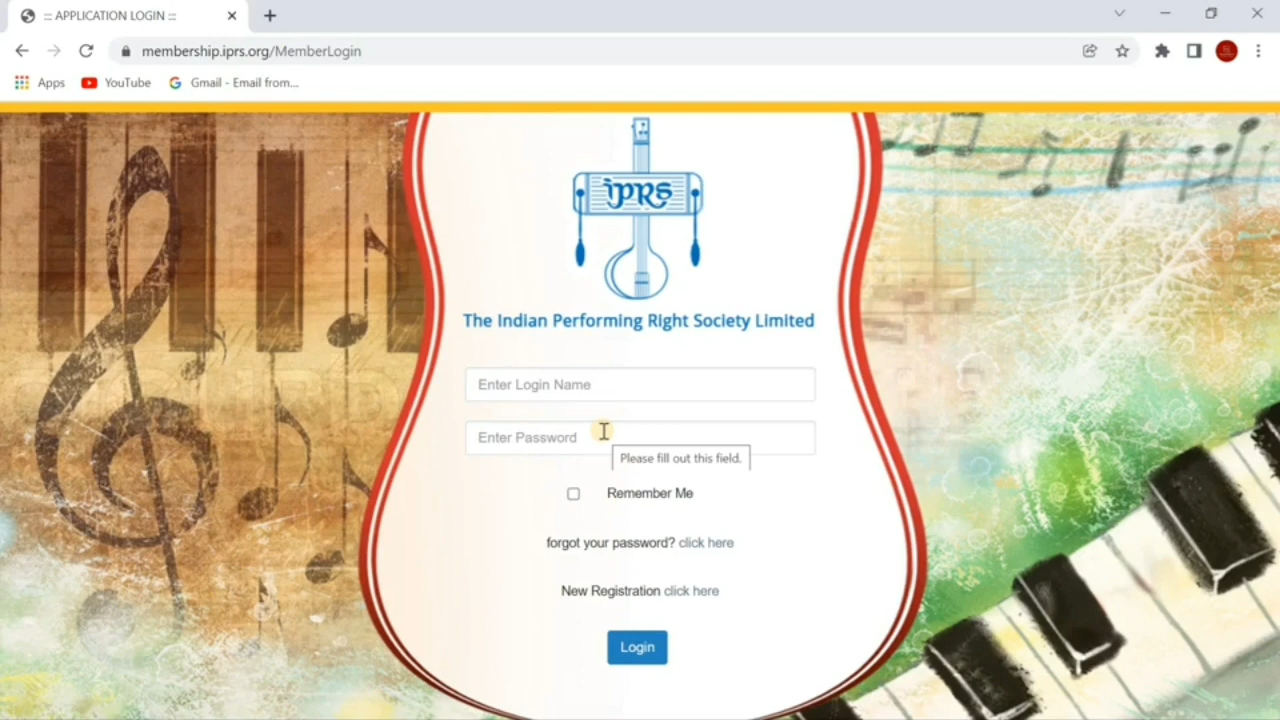 ::: APPLICATION LOGIN :::
membership.iprs.org/MemberLogin
Apps
YouTube
Gmail - Email from...
iPRS
The Indian Performing Right Society Limited
Enter Login Name
Enter Password
Please fill out this field.
Remember Me
forgot your password? click here
New Registration click here
Login